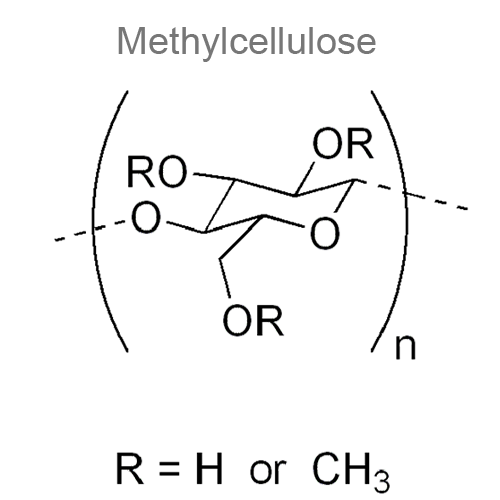 Methylcellulose
OR
RO
O
O
OR
n
R = H or CH₃